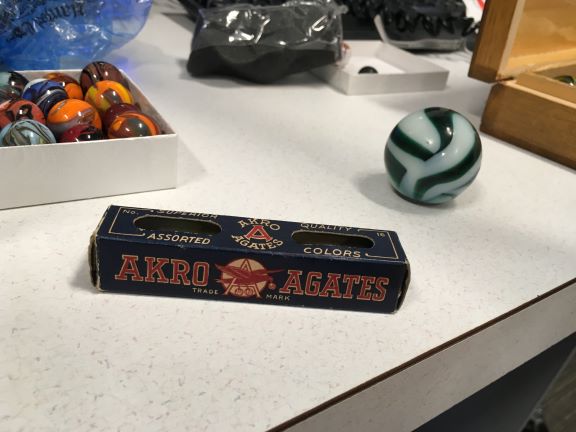 No. SUPERIOR
AKRO
A
AGATES
QUALITY 16
ASSORTED
COLORS
AKRO AGATES
TRADE MARK